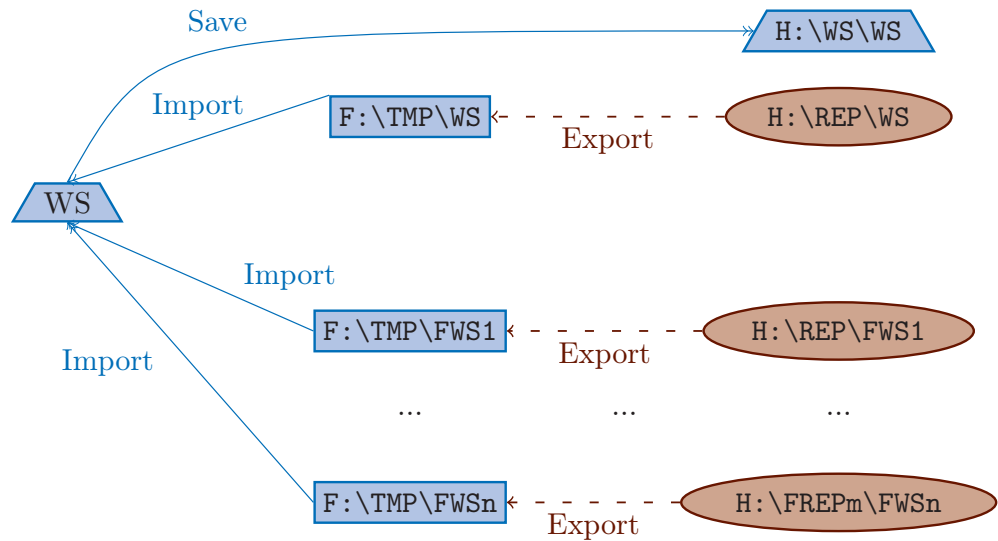 Save
H:\WS\WS
Import
F:\TMP\WS
Export
H:\REP\WS
WS
Import
F:\TMP\FWS1
Export
H:\REP\FWS1
Import
... ... ...
F:\TMP\FWSn
Export
H:\FREPm\FWSn